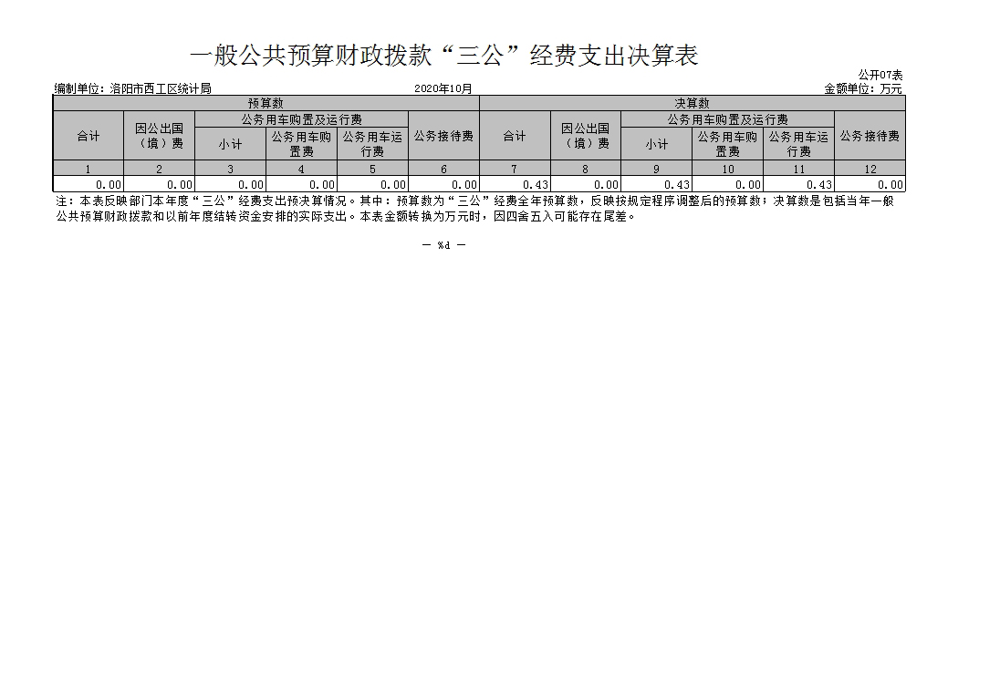 一般公共预算财政拨款“三公”经费支出决算表
公开07表
编制单位：洛阳市西工区统计局 2020年10月 金额单位：万元
预算数 决算数
合计 因公出国（境）费 公务用车购置及运行费 公务接待费 合计 因公出国（境）费 公务用车购置及运行费 公务接待费
小计 公务用车购置费 公务用车运行费 小计 公务用车购置费 公务用车运行费
1 2 3 4 5 6 7 8 9 10 11 12
0.00 0.00 0.00 0.00 0.00 0.00 0.43 0.00 0.43 0.00 0.43 0.00
注：本表反映部门本年度“三公”经费支出预决算情况。其中：预算数为“三公”经费全年预算数，反映按规定程序调整后的预算数；决算数是包括当年一般
公共预算财政拨款和以前年度结转资金安排的实际支出。本表金额转换为万元时，因四舍五入可能存在尾差。
— %d —